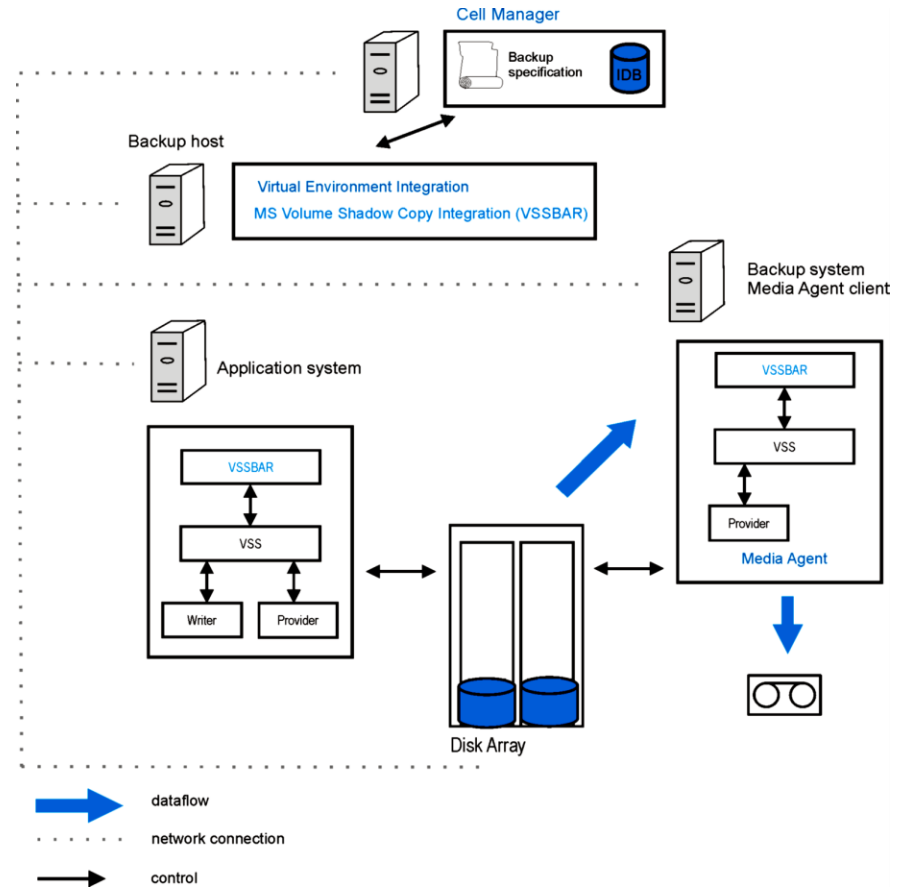 Cell Manager
Backup
specification
IDB
Backup host
Virtual Environment Integration
MS Volume Shadow Copy Integration (VSSBAR)
Backup system
Media Agent client
Application system
VSSBAR
VSS
Provider
Media Agent
VSSBAR
VSS
Writer
Provider
Disk Array
dataflow
network connection
control